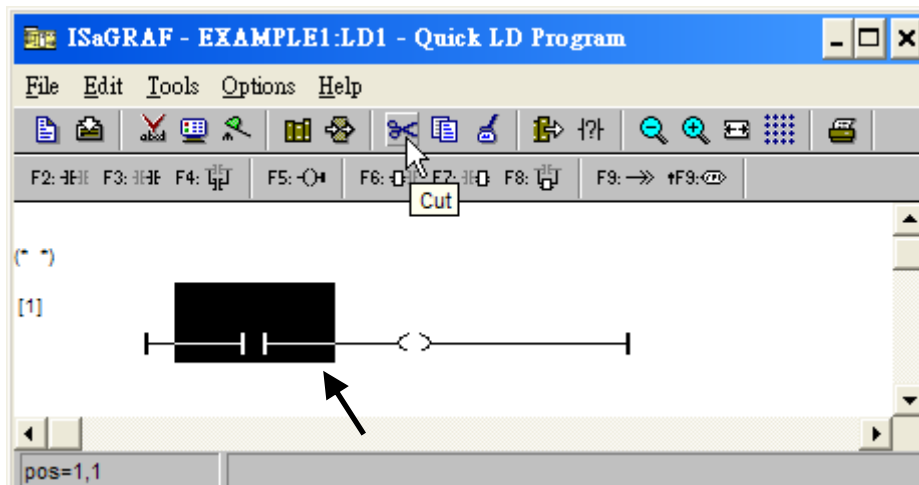 ISaGRAF - EXAMPLE1:LD1 - Quick LD Program
File Edit Tools Options Help
abcd
F2: F3: F4: F5: F6: F7: F8: F9: ↑F9:
Cut
(* *)
[1]
pos=1,1